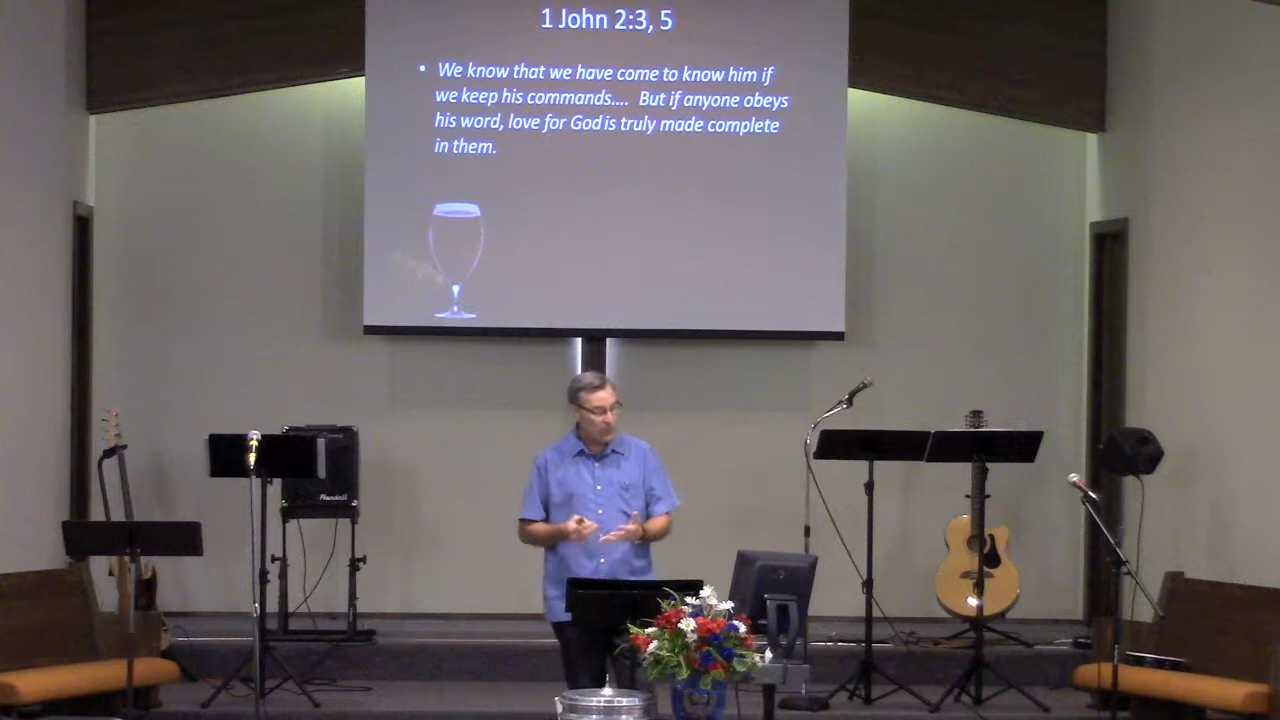 1 John 2:3, 5
• We know that we have come to know him if
we keep his commands.... But if anyone obeys
his word, love for God is truly made complete
in them.
Randall